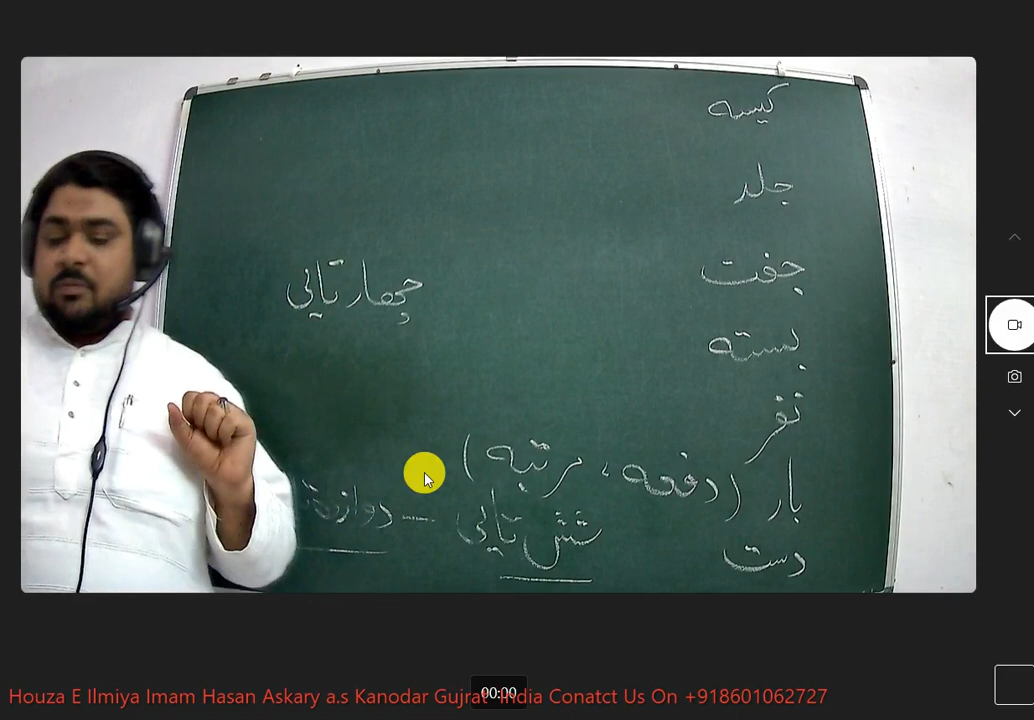 کیسه
جلد
جفت
چهارتایی
بسته
نفر
بار (دفعه، مرتبه)
شش تایی -
دست
00:00
Houza E Ilmiya Imam Hasan Askary a.s Kanodar Gujrat India Conatct Us On +918601062727